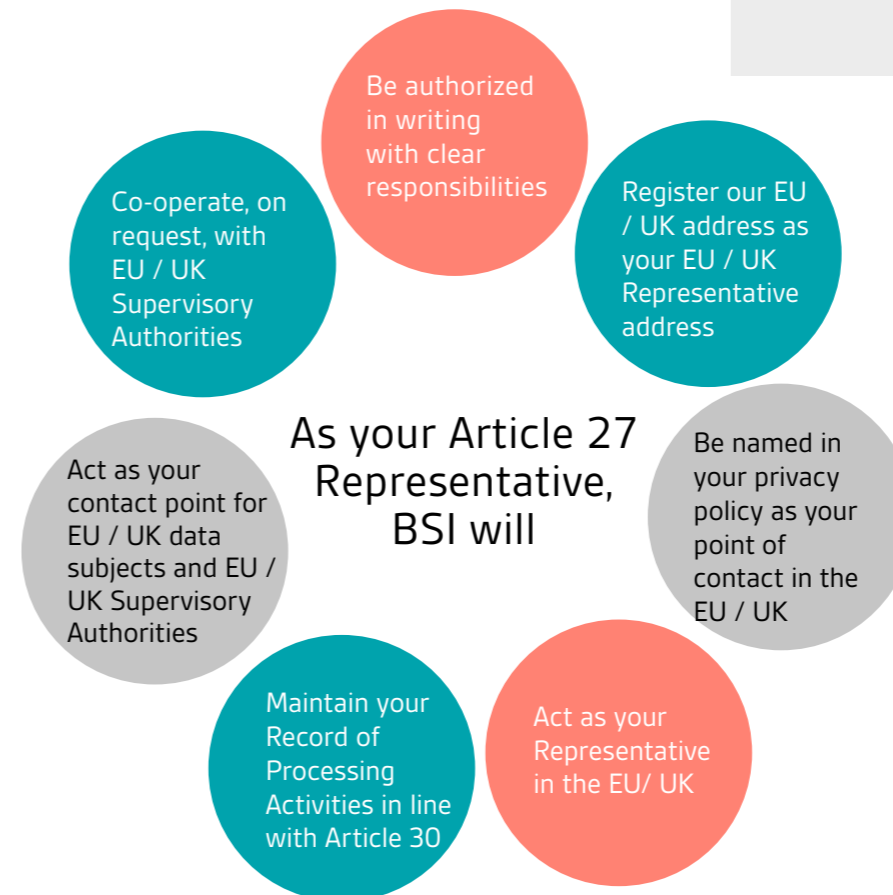 Be authorized
in writing
with clear
responsibilities
Register our EU
/ UK address as
your EU / UK
Representative
address
Be named in
your privacy
policy as your
point of
contact in the
EU / UK
Act as your
Representative
in the EU/ UK
Maintain your
Record of
Processing
Activities in line
with Article 30
Act as your
contact point for
EU / UK data
subjects and EU /
UK Supervisory
Authorities
Co-operate, on
request, with
EU / UK
Supervisory
Authorities
As your Article 27
Representative,
BSI will